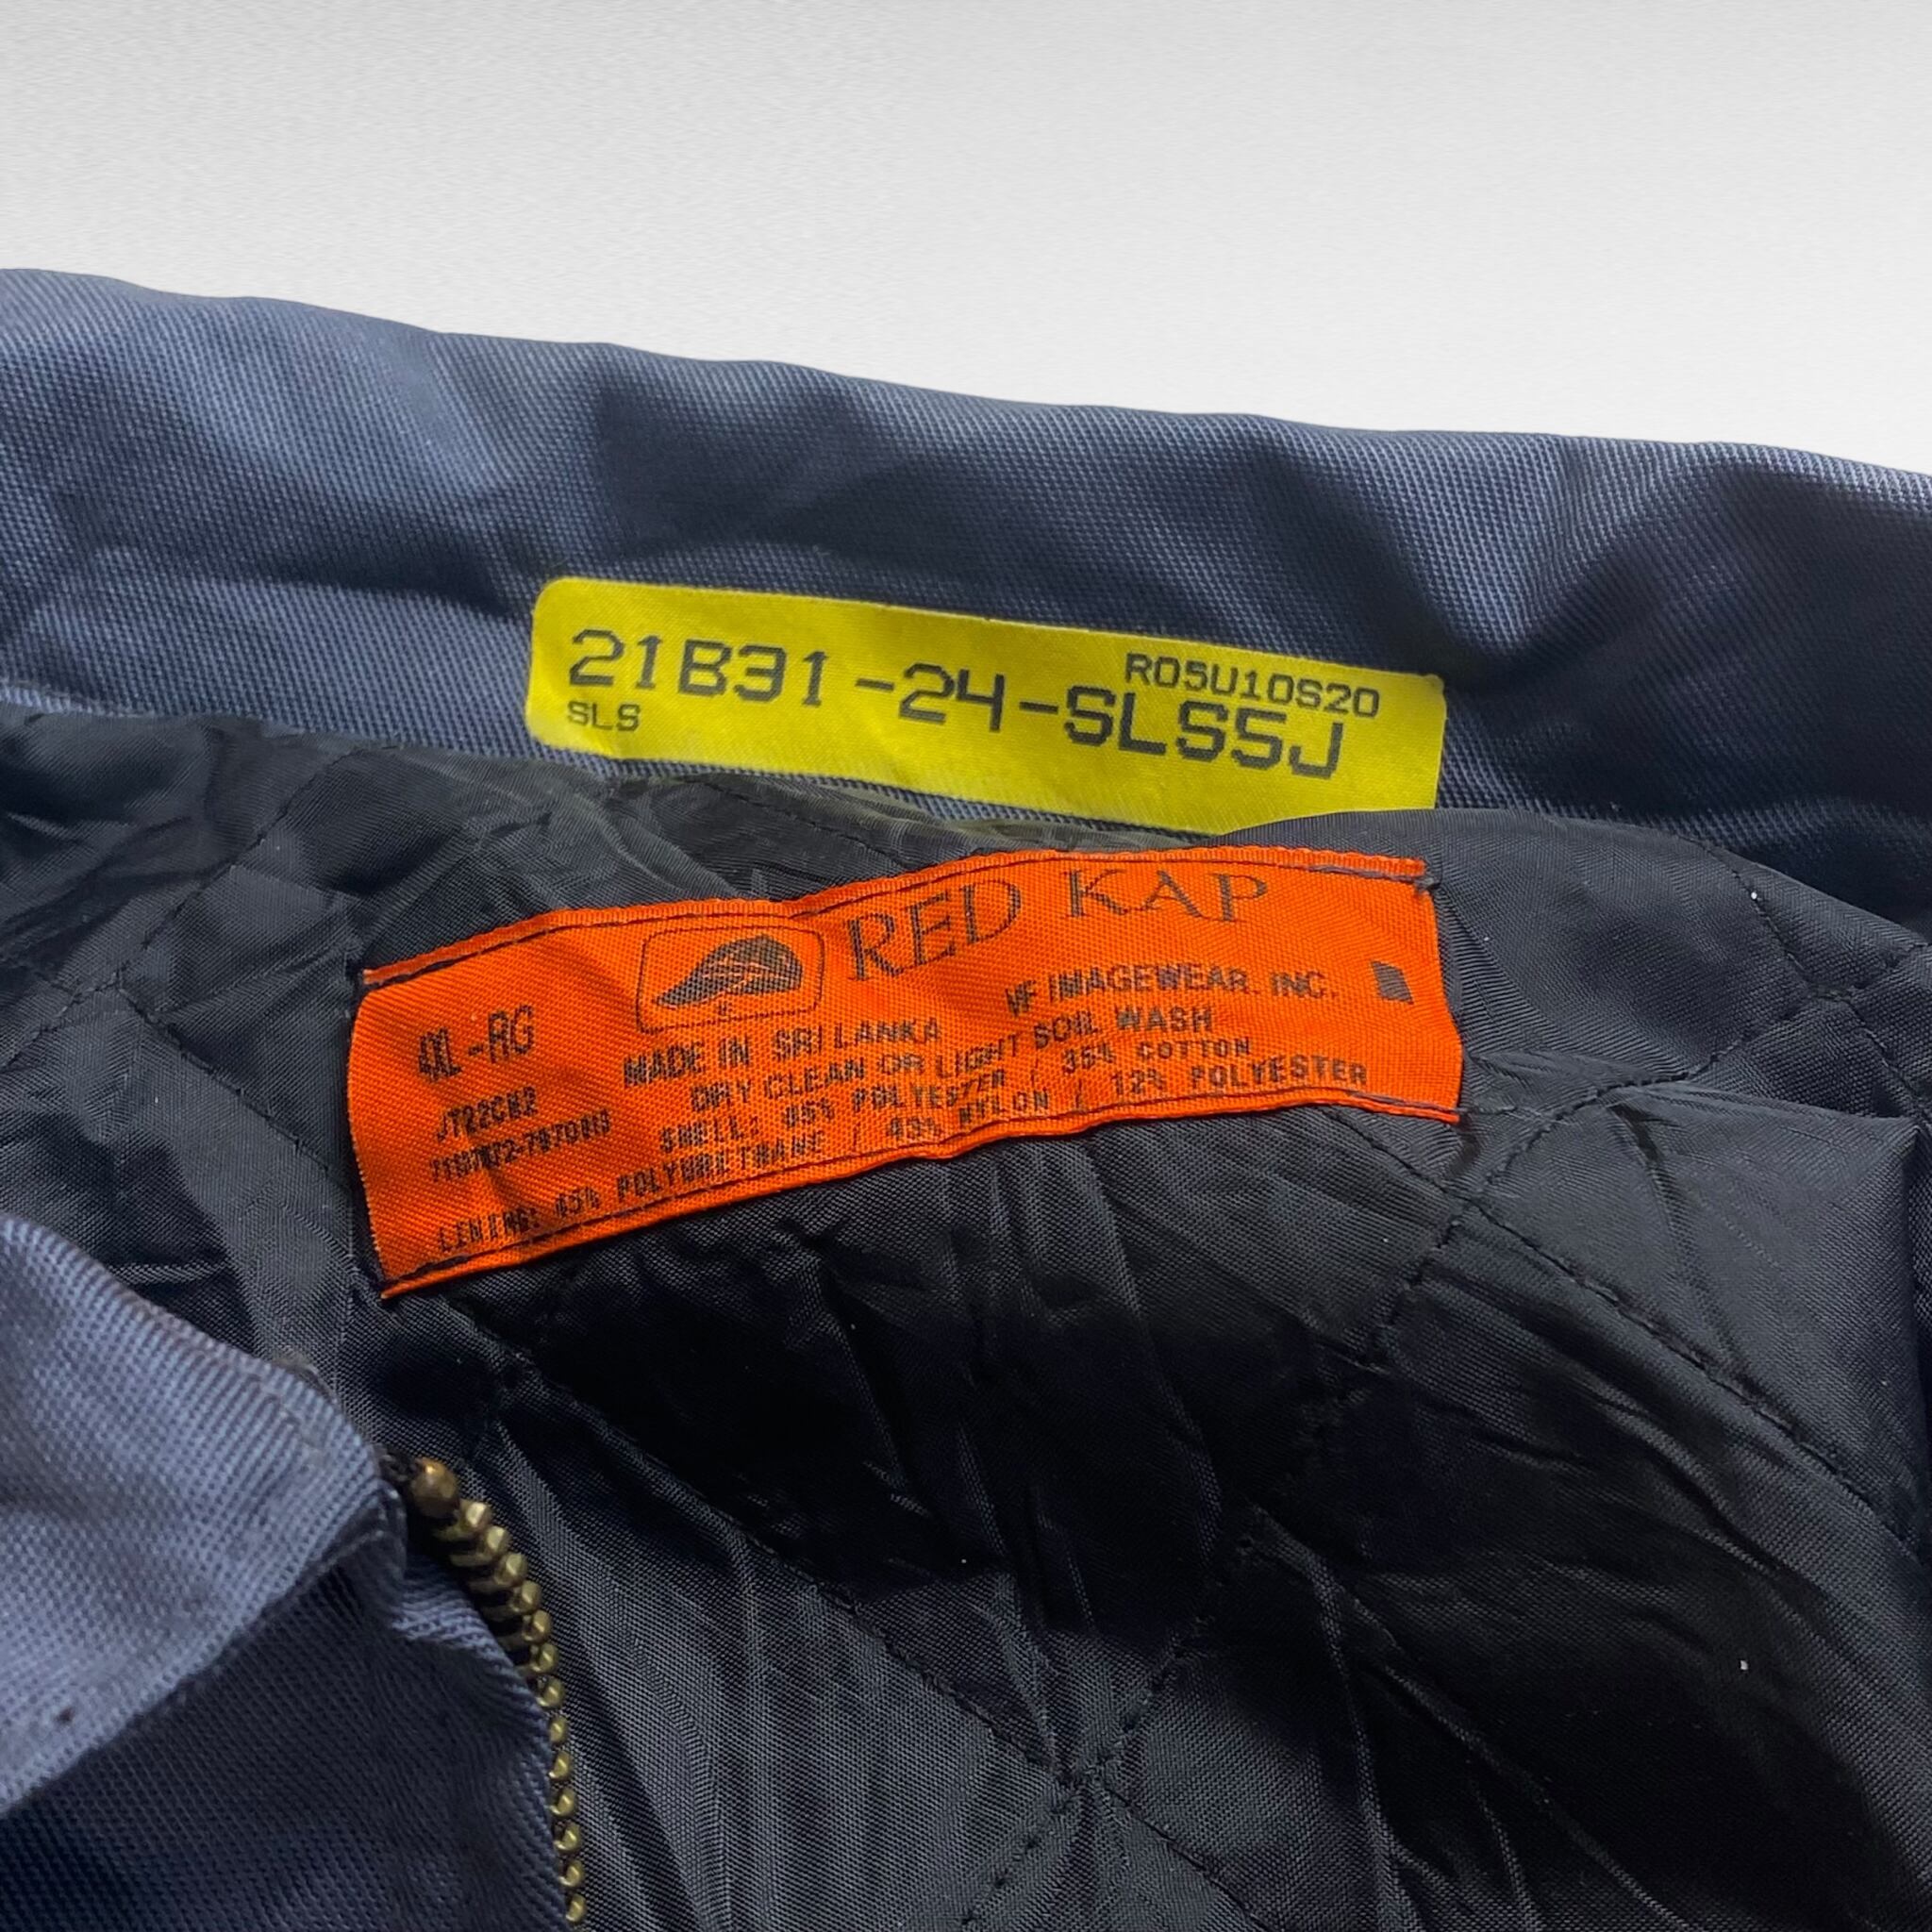 R05U10S20
21B31-24-SLS5J
SLS
RED KAP
VF IMAGEWEAR. INC.
4XL-RG
MADE IN SRI LANKA
DRY CLEAN OR LIGHT SOIL WASH
SHELL: 65% POLYESTER / 35% COTTON
LINING: 45% POLYURETHANE / 43% NYLON / 12% POLYESTER